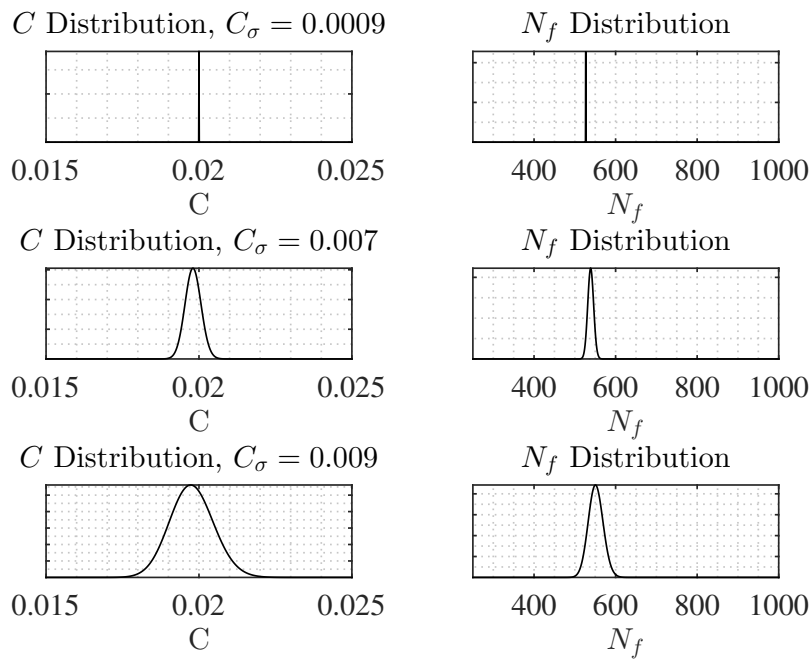 C Distribution, C_σ = 0.0009 N_f Distribution
0.015 0.02 0.025 400 600 800 1000
C N_f
C Distribution, C_σ = 0.007 N_f Distribution
0.015 0.02 0.025 400 600 800 1000
C N_f
C Distribution, C_σ = 0.009 N_f Distribution
0.015 0.02 0.025 400 600 800 1000
C N_f